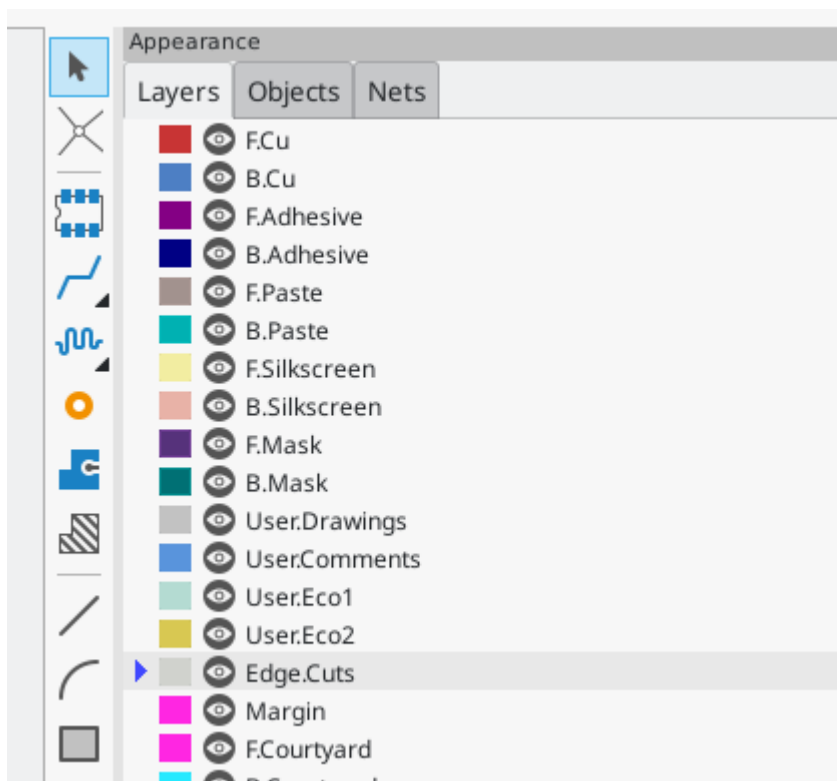 Appearance
Layers Objects Nets
F.Cu
B.Cu
F.Adhesive
B.Adhesive
F.Paste
B.Paste
F.Silkscreen
B.Silkscreen
F.Mask
B.Mask
User.Drawings
User.Comments
User.Eco1
User.Eco2
Edge.Cuts
Margin
F.Courtyard